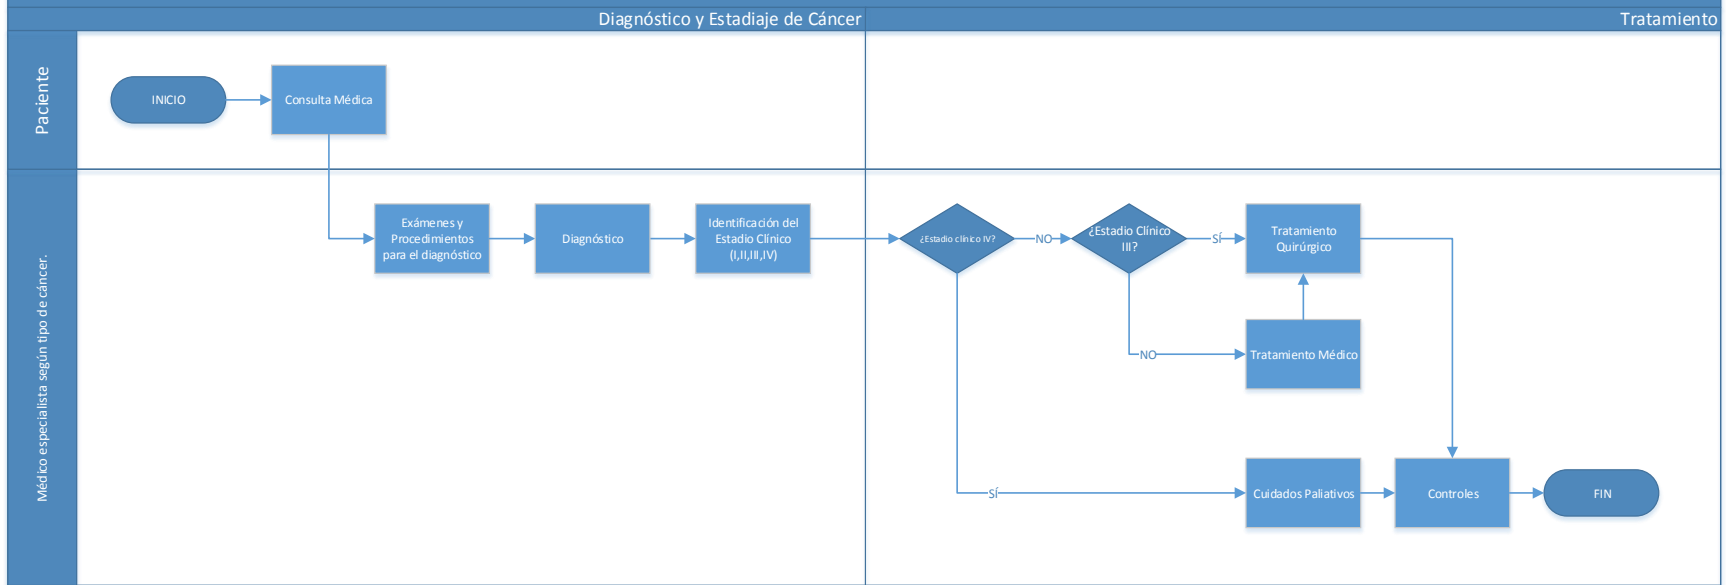 Diagnóstico y Estadiaje de Cáncer
Tratamiento
Paciente
INICIO
Consulta Médica
Médico especialista según tipo de cáncer.
Exámenes y
Procedimientos
para el diagnóstico
Diagnóstico
Identificación del
Estadio Clínico
(I,II,III,IV)
¿Estadio clínico IV?
NO
¿Estadio Clínico
III?
SÍ
Tratamiento
Quirúrgico
NO
Tratamiento Médico
SÍ
Cuidados Paliativos
Controles
FIN